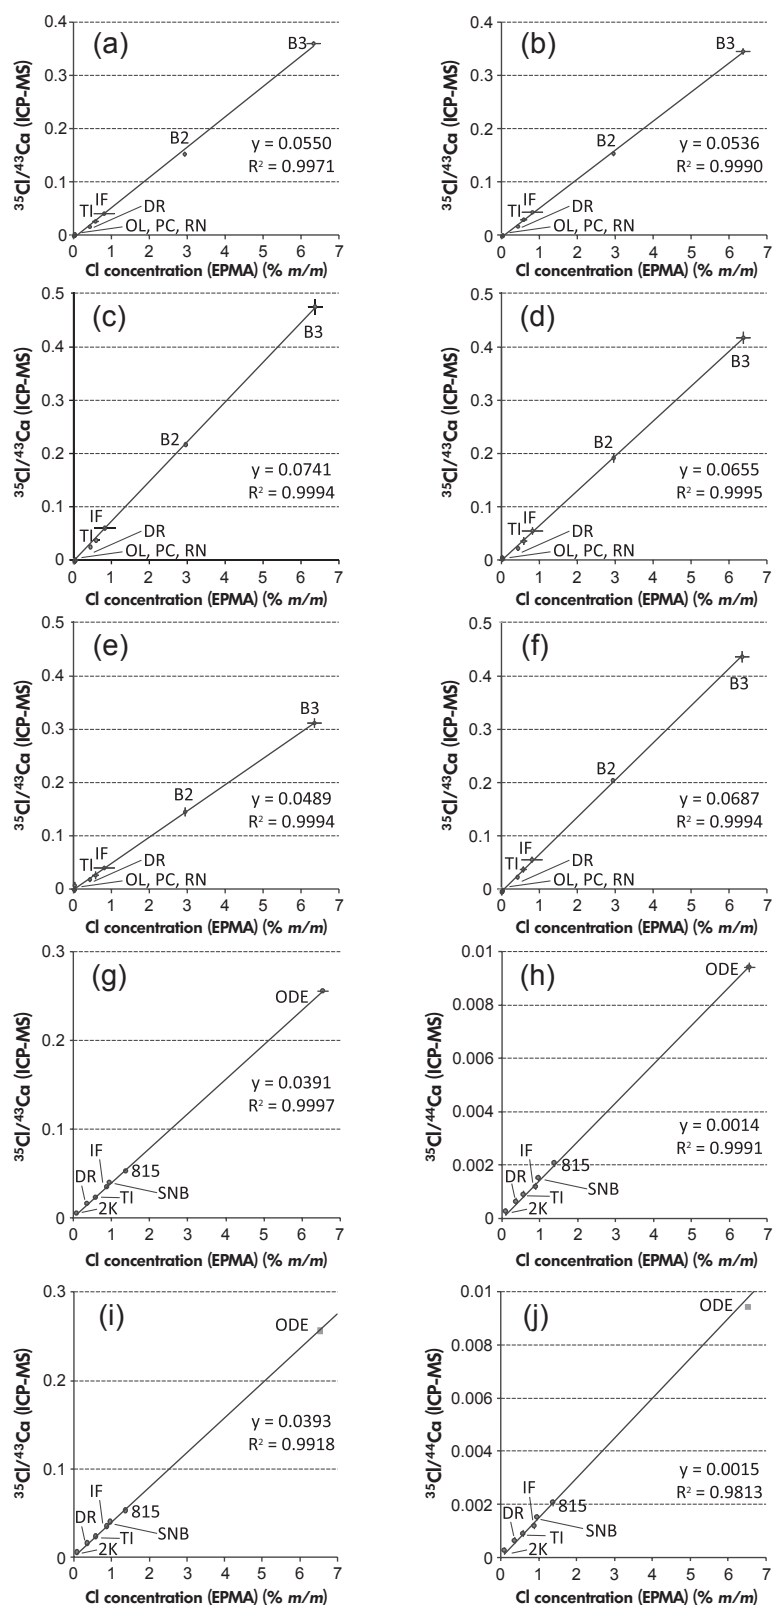 (a)
³⁵Cl/⁴³Ca (ICP-MS)
0.4
0.3
0.2
0.1
0
B3
B2
y = 0.0550
R² = 0.9971
IF
TI
DR
OL, PC, RN
0 1 2 3 4 5 6 7
Cl concentration (EPMA) (% m/m)
(b)
³⁵Cl/⁴³Ca (ICP-MS)
0.4
0.3
0.2
0.1
0
B3
B2
y = 0.0536
R² = 0.9990
IF
TI
DR
OL, PC, RN
0 1 2 3 4 5 6 7
Cl concentration (EPMA) (% m/m)
(c)
³⁵Cl/⁴³Ca (ICP-MS)
0.5
0.4
0.3
0.2
0.1
0
B3
B2
y = 0.0741
R² = 0.9994
IF
TI
DR
OL, PC, RN
0 1 2 3 4 5 6 7
Cl concentration (EPMA) (% m/m)
(d)
³⁵Cl/⁴³Ca (ICP-MS)
0.5
0.4
0.3
0.2
0.1
0
B3
B2
y = 0.0655
R² = 0.9995
IF
TI
DR
OL, PC, RN
0 1 2 3 4 5 6 7
Cl concentration (EPMA) (% m/m)
(e)
³⁵Cl/⁴³Ca (ICP-MS)
0.5
0.4
0.3
0.2
0.1
0
B3
B2
y = 0.0489
R² = 0.9994
IF
TI
DR
OL, PC, RN
0 1 2 3 4 5 6 7
Cl concentration (EPMA) (% m/m)
(f)
³⁵Cl/⁴³Ca (ICP-MS)
0.5
0.4
0.3
0.2
0.1
0
B3
B2
y = 0.0687
R² = 0.9994
IF
TI
DR
OL, PC, RN
0 1 2 3 4 5 6 7
Cl concentration (EPMA) (% m/m)
(g)
³⁵Cl/⁴³Ca (ICP-MS)
0.3
0.2
0.1
0
ODE
y = 0.0391
R² = 0.9997
IF
815
DR
SNB
TI
2K
0 1 2 3 4 5 6 7
Cl concentration (EPMA) (% m/m)
(h)
³⁵Cl/⁴⁴Ca (ICP-MS)
0.01
0.008
0.006
0.004
0.002
0
ODE
y = 0.0014
R² = 0.9991
IF
815
DR
SNB
TI
2K
0 1 2 3 4 5 6 7
Cl concentration (EPMA) (% m/m)
(i)
³⁵Cl/⁴³Ca (ICP-MS)
0.3
0.2
0.1
0
ODE
y = 0.0393
R² = 0.9918
IF
815
DR
SNB
TI
2K
0 1 2 3 4 5 6 7
Cl concentration (EPMA) (% m/m)
(j)
³⁵Cl/⁴⁴Ca (ICP-MS)
0.01
0.008
0.006
0.004
0.002
0
ODE
y = 0.0015
R² = 0.9813
IF
815
DR
SNB
TI
2K
0 1 2 3 4 5 6 7
Cl concentration (EPMA) (% m/m)